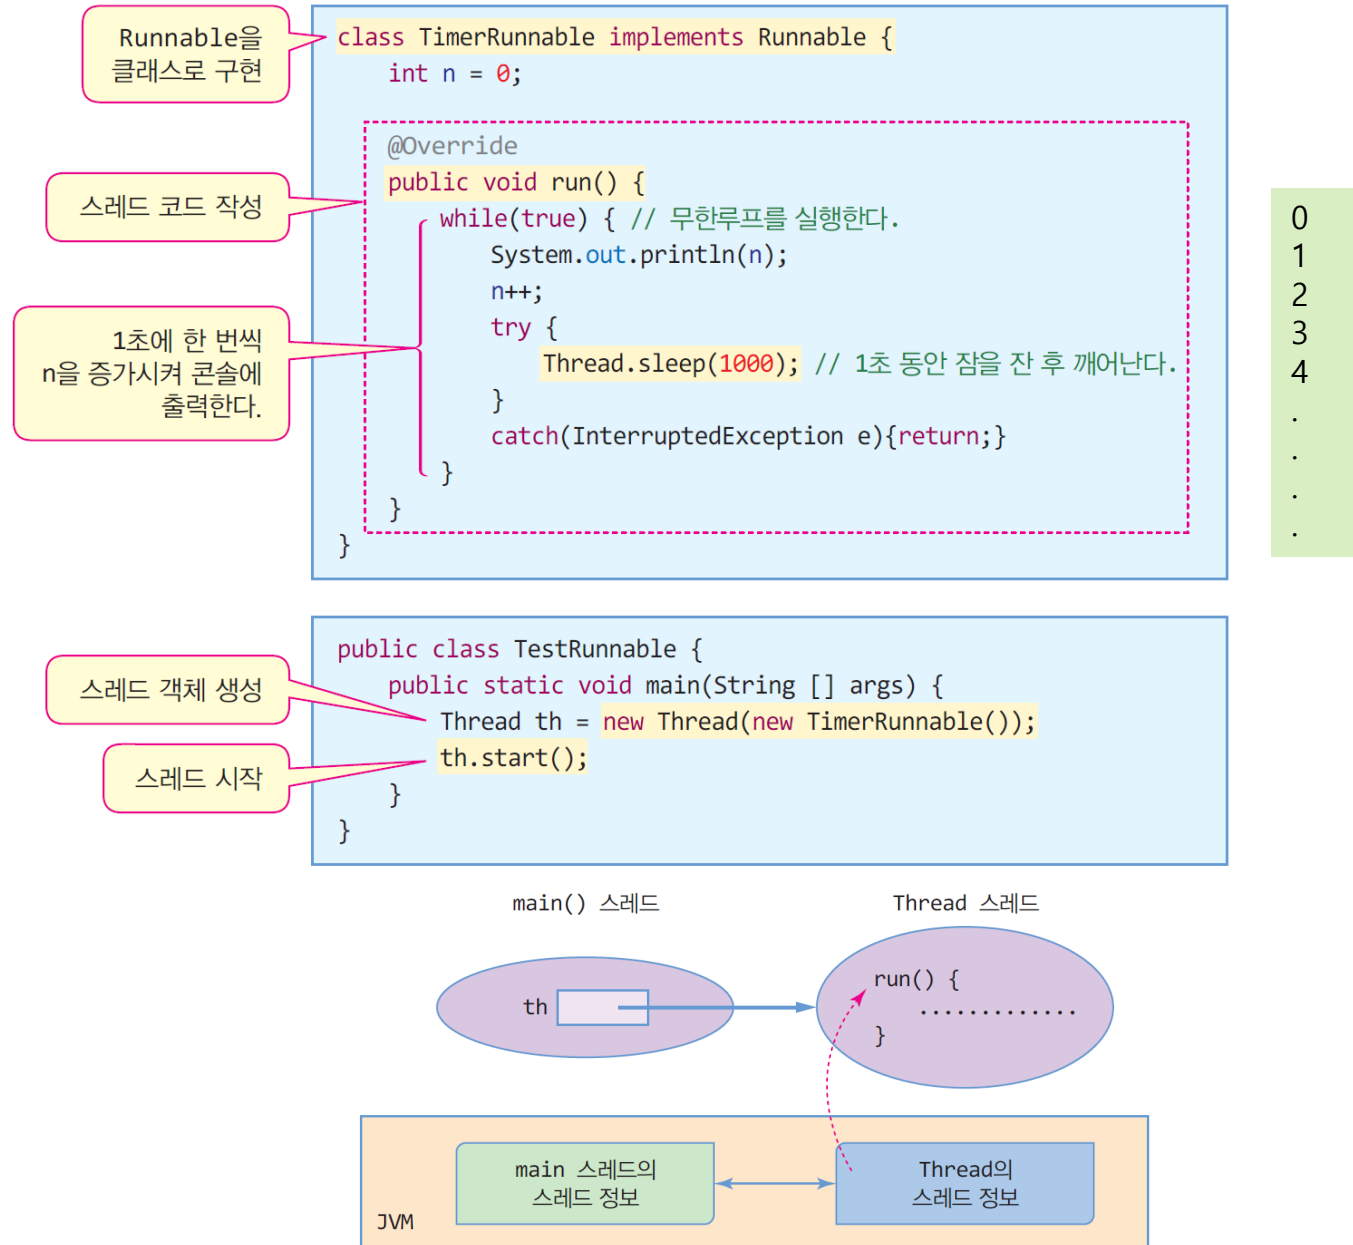 Runnable을
클래스로 구현
class TimerRunnable implements Runnable {
int n = 0;
@Override
스레드 코드 작성
public void run() {
while(true) { // 무한루프를 실행한다.
System.out.println(n);
n++;
try {
1초에 한 번씩
n을 증가시켜 콘솔에
출력한다.
Thread.sleep(1000); // 1초 동안 잠을 잔 후 깨어난다.
}
catch(InterruptedException e){return;}
}
}
}
0
1
2
3
4
.
.
.
.
public class TestRunnable {
스레드 객체 생성
public static void main(String [] args) {
Thread th = new Thread(new TimerRunnable());
스레드 시작
th.start();
}
}
main() 스레드
Thread 스레드
th
run() {
.............
}
main 스레드의
스레드 정보
Thread의
스레드 정보
JVM